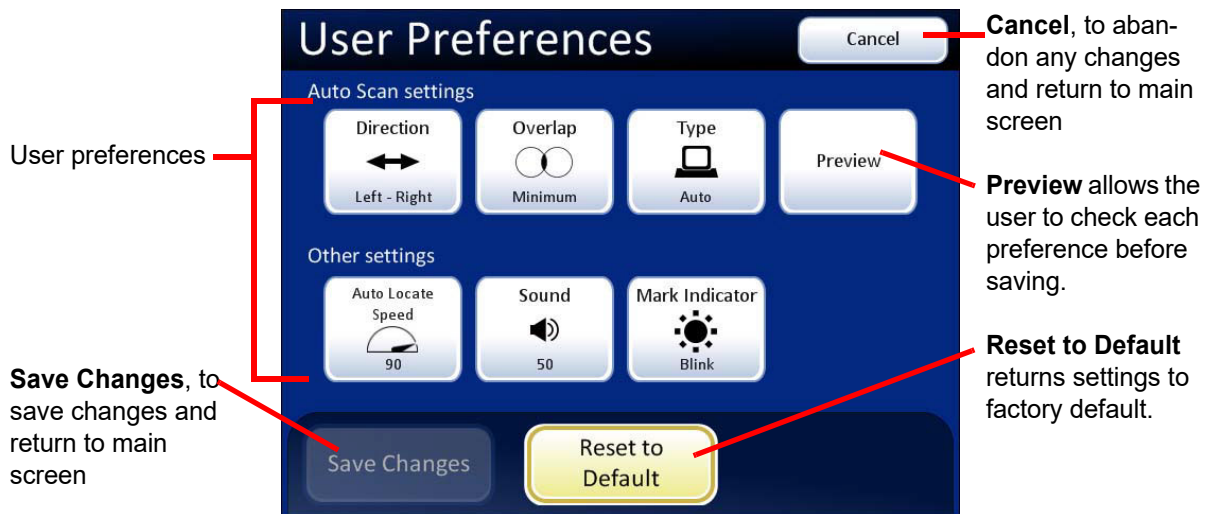 User Preferences
Cancel
Cancel, to aban-
don any changes
and return to main
screen
Auto Scan settings
User preferences
Direction
Left - Right
Overlap
Minimum
Type
Auto
Preview
Preview allows the
user to check each
preference before
saving.
Other settings
Auto Locate
Speed
90
Sound
50
Mark Indicator
Blink
Reset to Default
returns settings to
factory default.
Save Changes, to
save changes and
return to main
screen
Save Changes
Reset to
Default